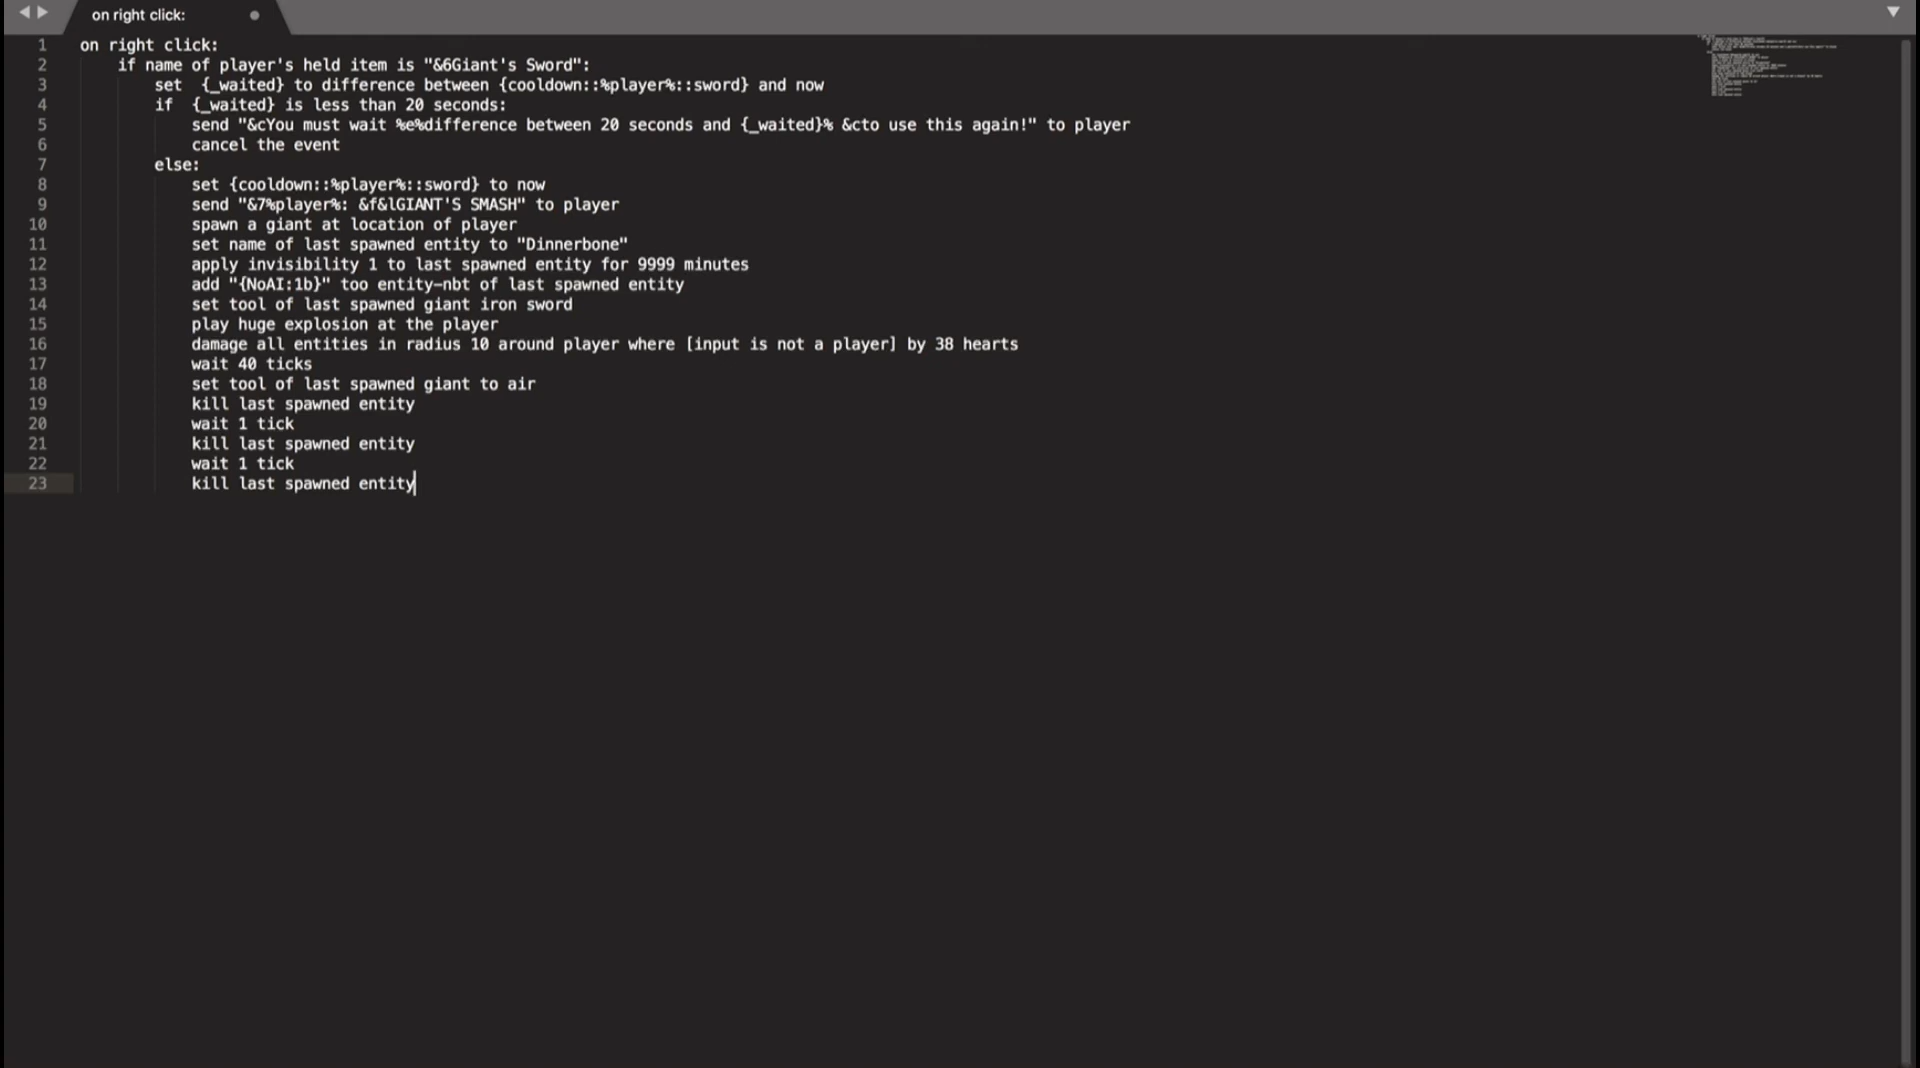 on right click:
1 on right click:
2 if name of player's held item is "&6Giant's Sword":
3 set  {_waited} to difference between {cooldown::%player%::sword} and now
4 if  {_waited} is less than 20 seconds:
5 send "&cYou must wait %e%difference between 20 seconds and {_waited}% &cto use this again!" to player
6 cancel the event
7 else:
8 set {cooldown::%player%::sword} to now
9 send "&7%player%: &f&lGIANT'S SMASH" to player
10 spawn a giant at location of player
11 set name of last spawned entity to "Dinnerbone"
12 apply invisibility 1 to last spawned entity for 9999 minutes
13 add "{NoAI:1b}" too entity-nbt of last spawned entity
14 set tool of last spawned giant iron sword
15 play huge explosion at the player
16 damage all entities in radius 10 around player where [input is not a player] by 38 hearts
17 wait 40 ticks
18 set tool of last spawned giant to air
19 kill last spawned entity
20 wait 1 tick
21 kill last spawned entity
22 wait 1 tick
23 kill last spawned entity